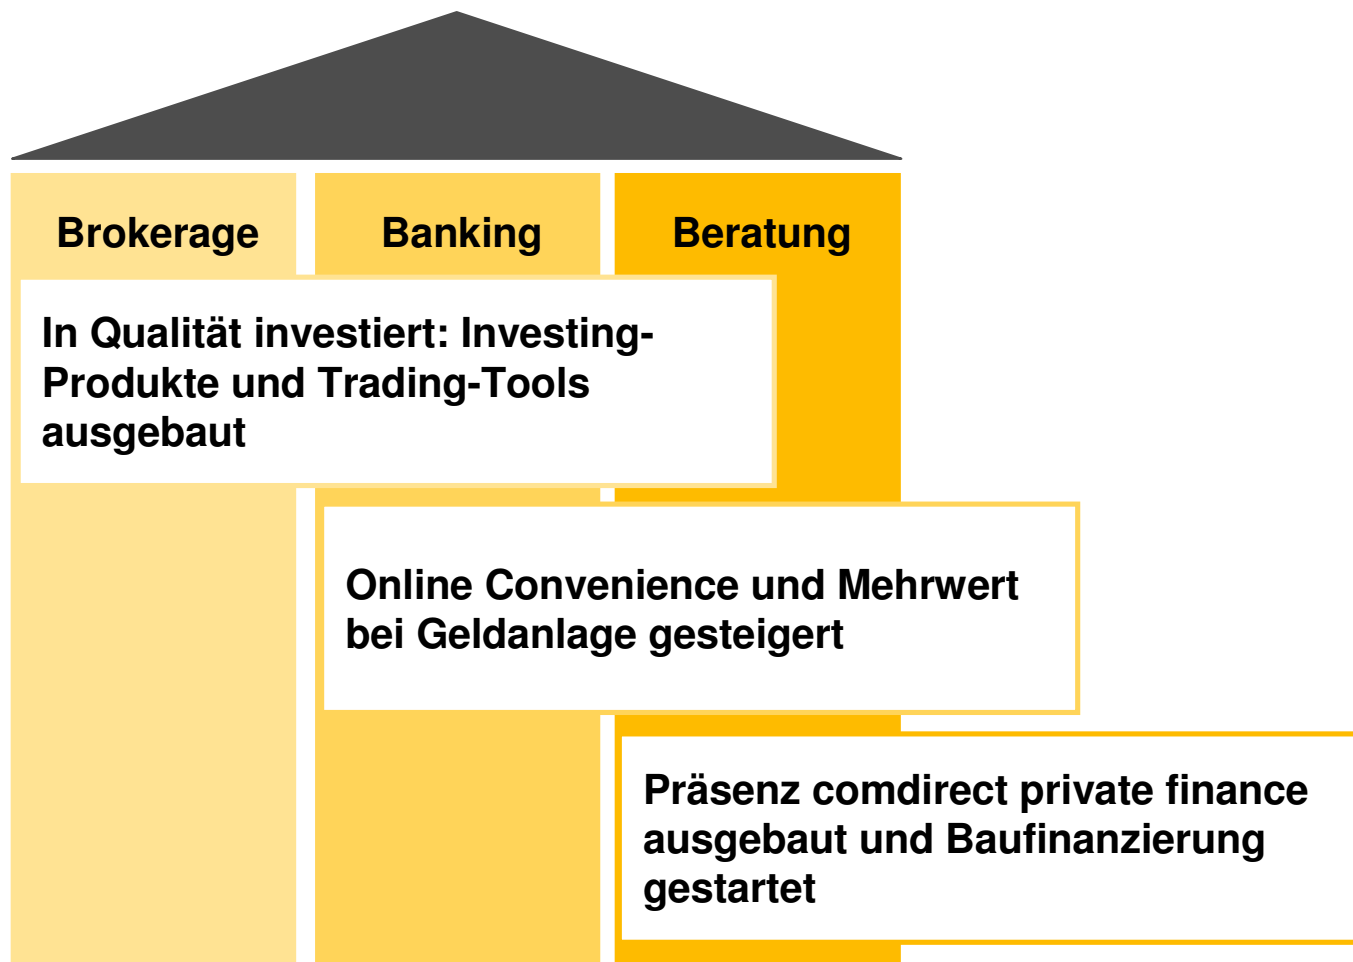 Brokerage
Banking
Beratung
In Qualität investiert: Investing-
Produkte und Trading-Tools
ausgebaut
Online Convenience und Mehrwert
bei Geldanlage gesteigert
Präsenz comdirect private finance
ausgebaut und Baufinanzierung
gestartet